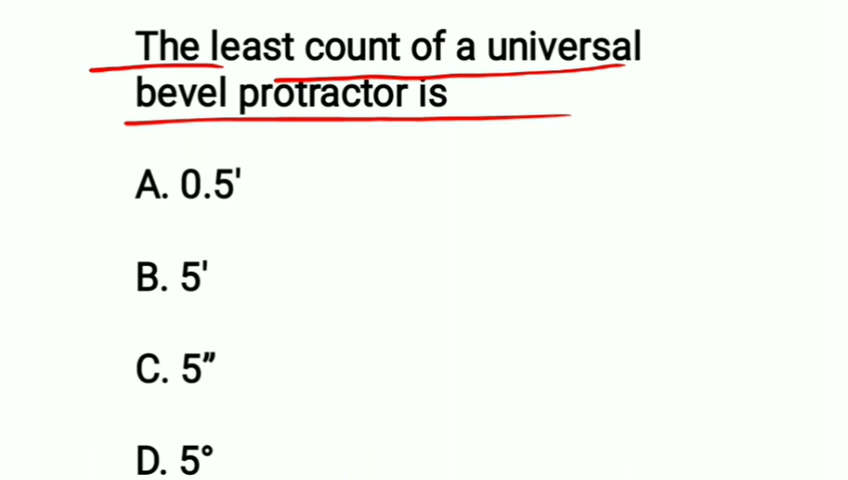 The least count of a universal
bevel protractor is
A. 0.5'
B. 5'
C. 5”
D. 5°